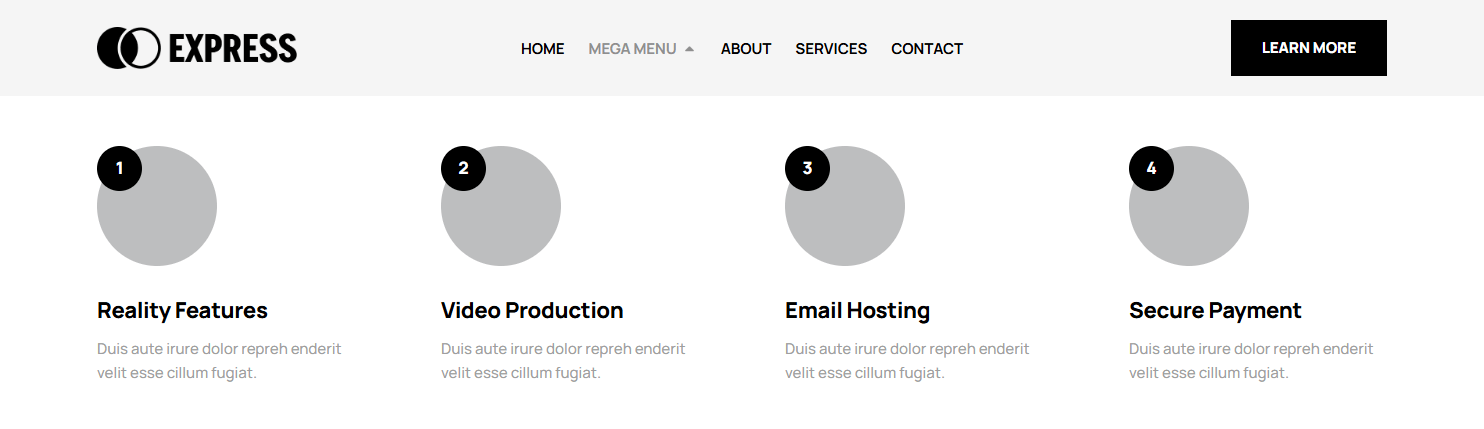 EXPRESS
HOME MEGA MENU ABOUT SERVICES CONTACT
LEARN MORE
1
Reality Features
Duis aute irure dolor repreh enderit
velit esse cillum fugiat.
2
Video Production
Duis aute irure dolor repreh enderit
velit esse cillum fugiat.
3
Email Hosting
Duis aute irure dolor repreh enderit
velit esse cillum fugiat.
4
Secure Payment
Duis aute irure dolor repreh enderit
velit esse cillum fugiat.